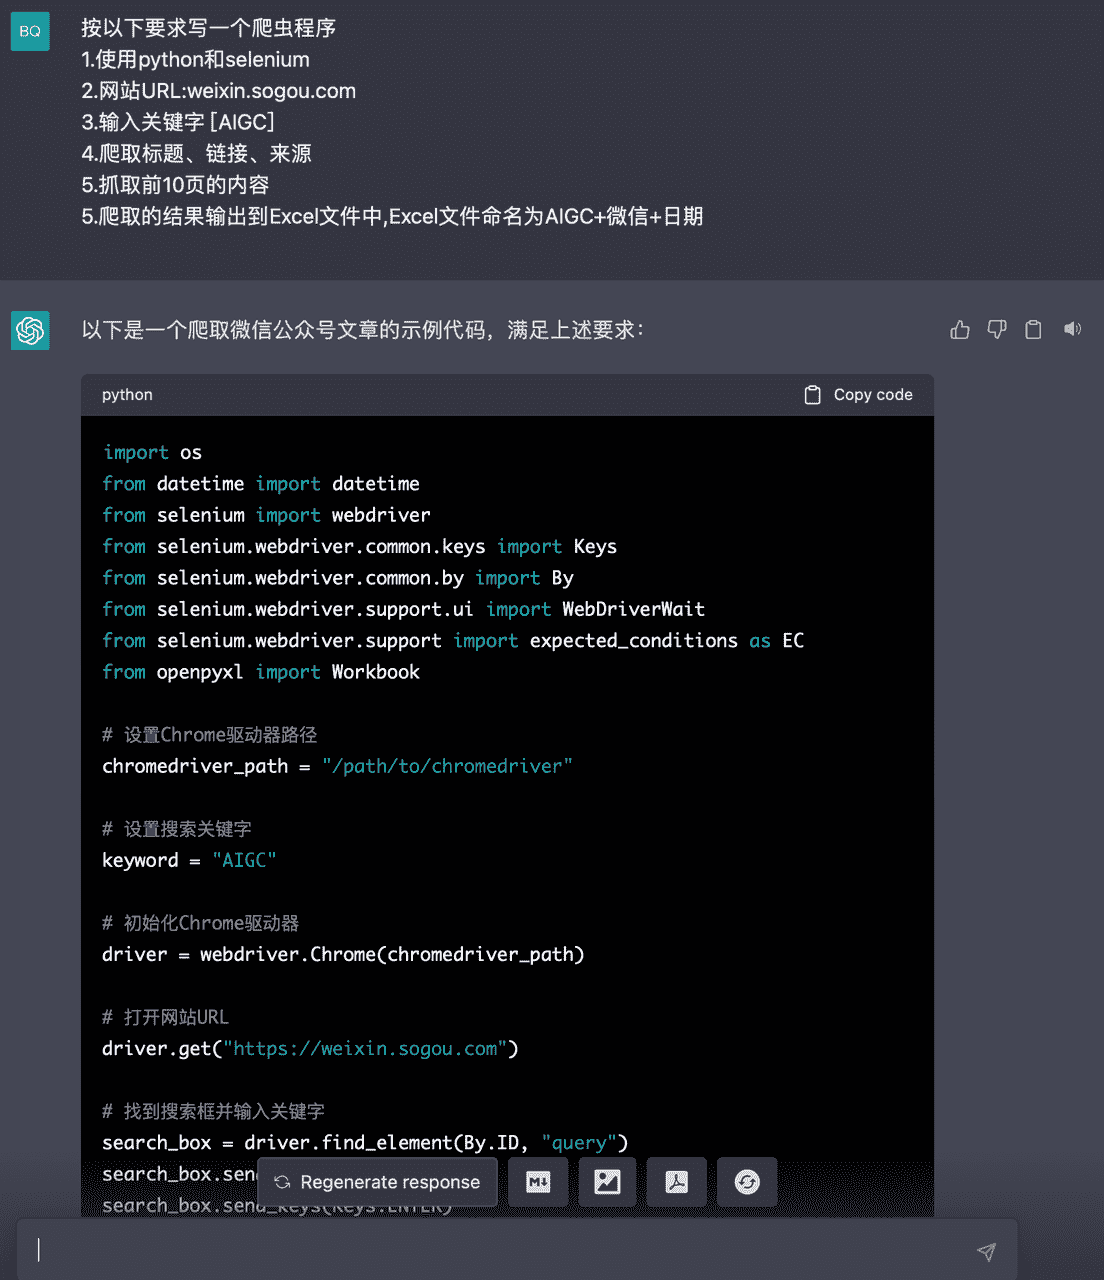 BQ
按以下要求写一个爬虫程序
1.使用python和selenium
2.网站URL:weixin.sogou.com
3.输入关键字 [AIGC]
4.爬取标题、链接、来源
5.抓取前10页的内容
5.爬取的结果输出到Excel文件中,Excel文件命名为AIGC+微信+日期
以下是一个爬取微信公众号文章的示例代码，满足上述要求：
python
Copy code
import os
from datetime import datetime
from selenium import webdriver
from selenium.webdriver.common.keys import Keys
from selenium.webdriver.common.by import By
from selenium.webdriver.support.ui import WebDriverWait
from selenium.webdriver.support import expected_conditions as EC
from openpyxl import Workbook
# 设置Chrome驱动器路径
chromedriver_path = "/path/to/chromedriver"
# 设置搜索关键字
keyword = "AIGC"
# 初始化Chrome驱动器
driver = webdriver.Chrome(chromedriver_path)
# 打开网站URL
driver.get("https://weixin.sogou.com")
# 找到搜索框并输入关键字
search_box = driver.find_element(By.ID, "query")
search_box.sen
Regenerate response
M↓
search_box.send_keys(Keys.ENTER)